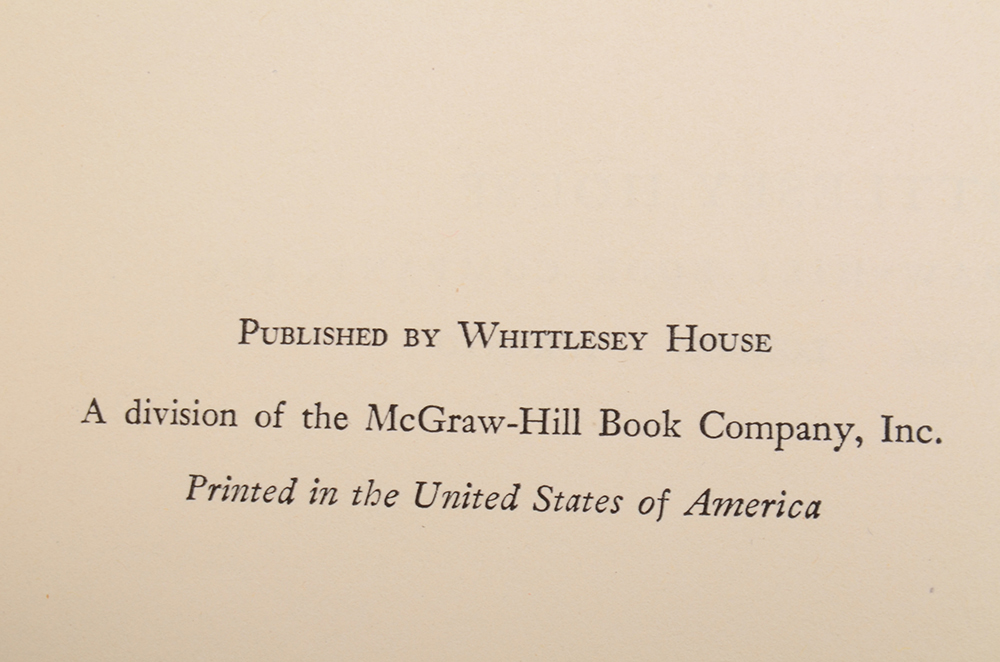 Published by Whittlesey House
A division of the McGraw-Hill Book Company, Inc.
Printed in the United States of America